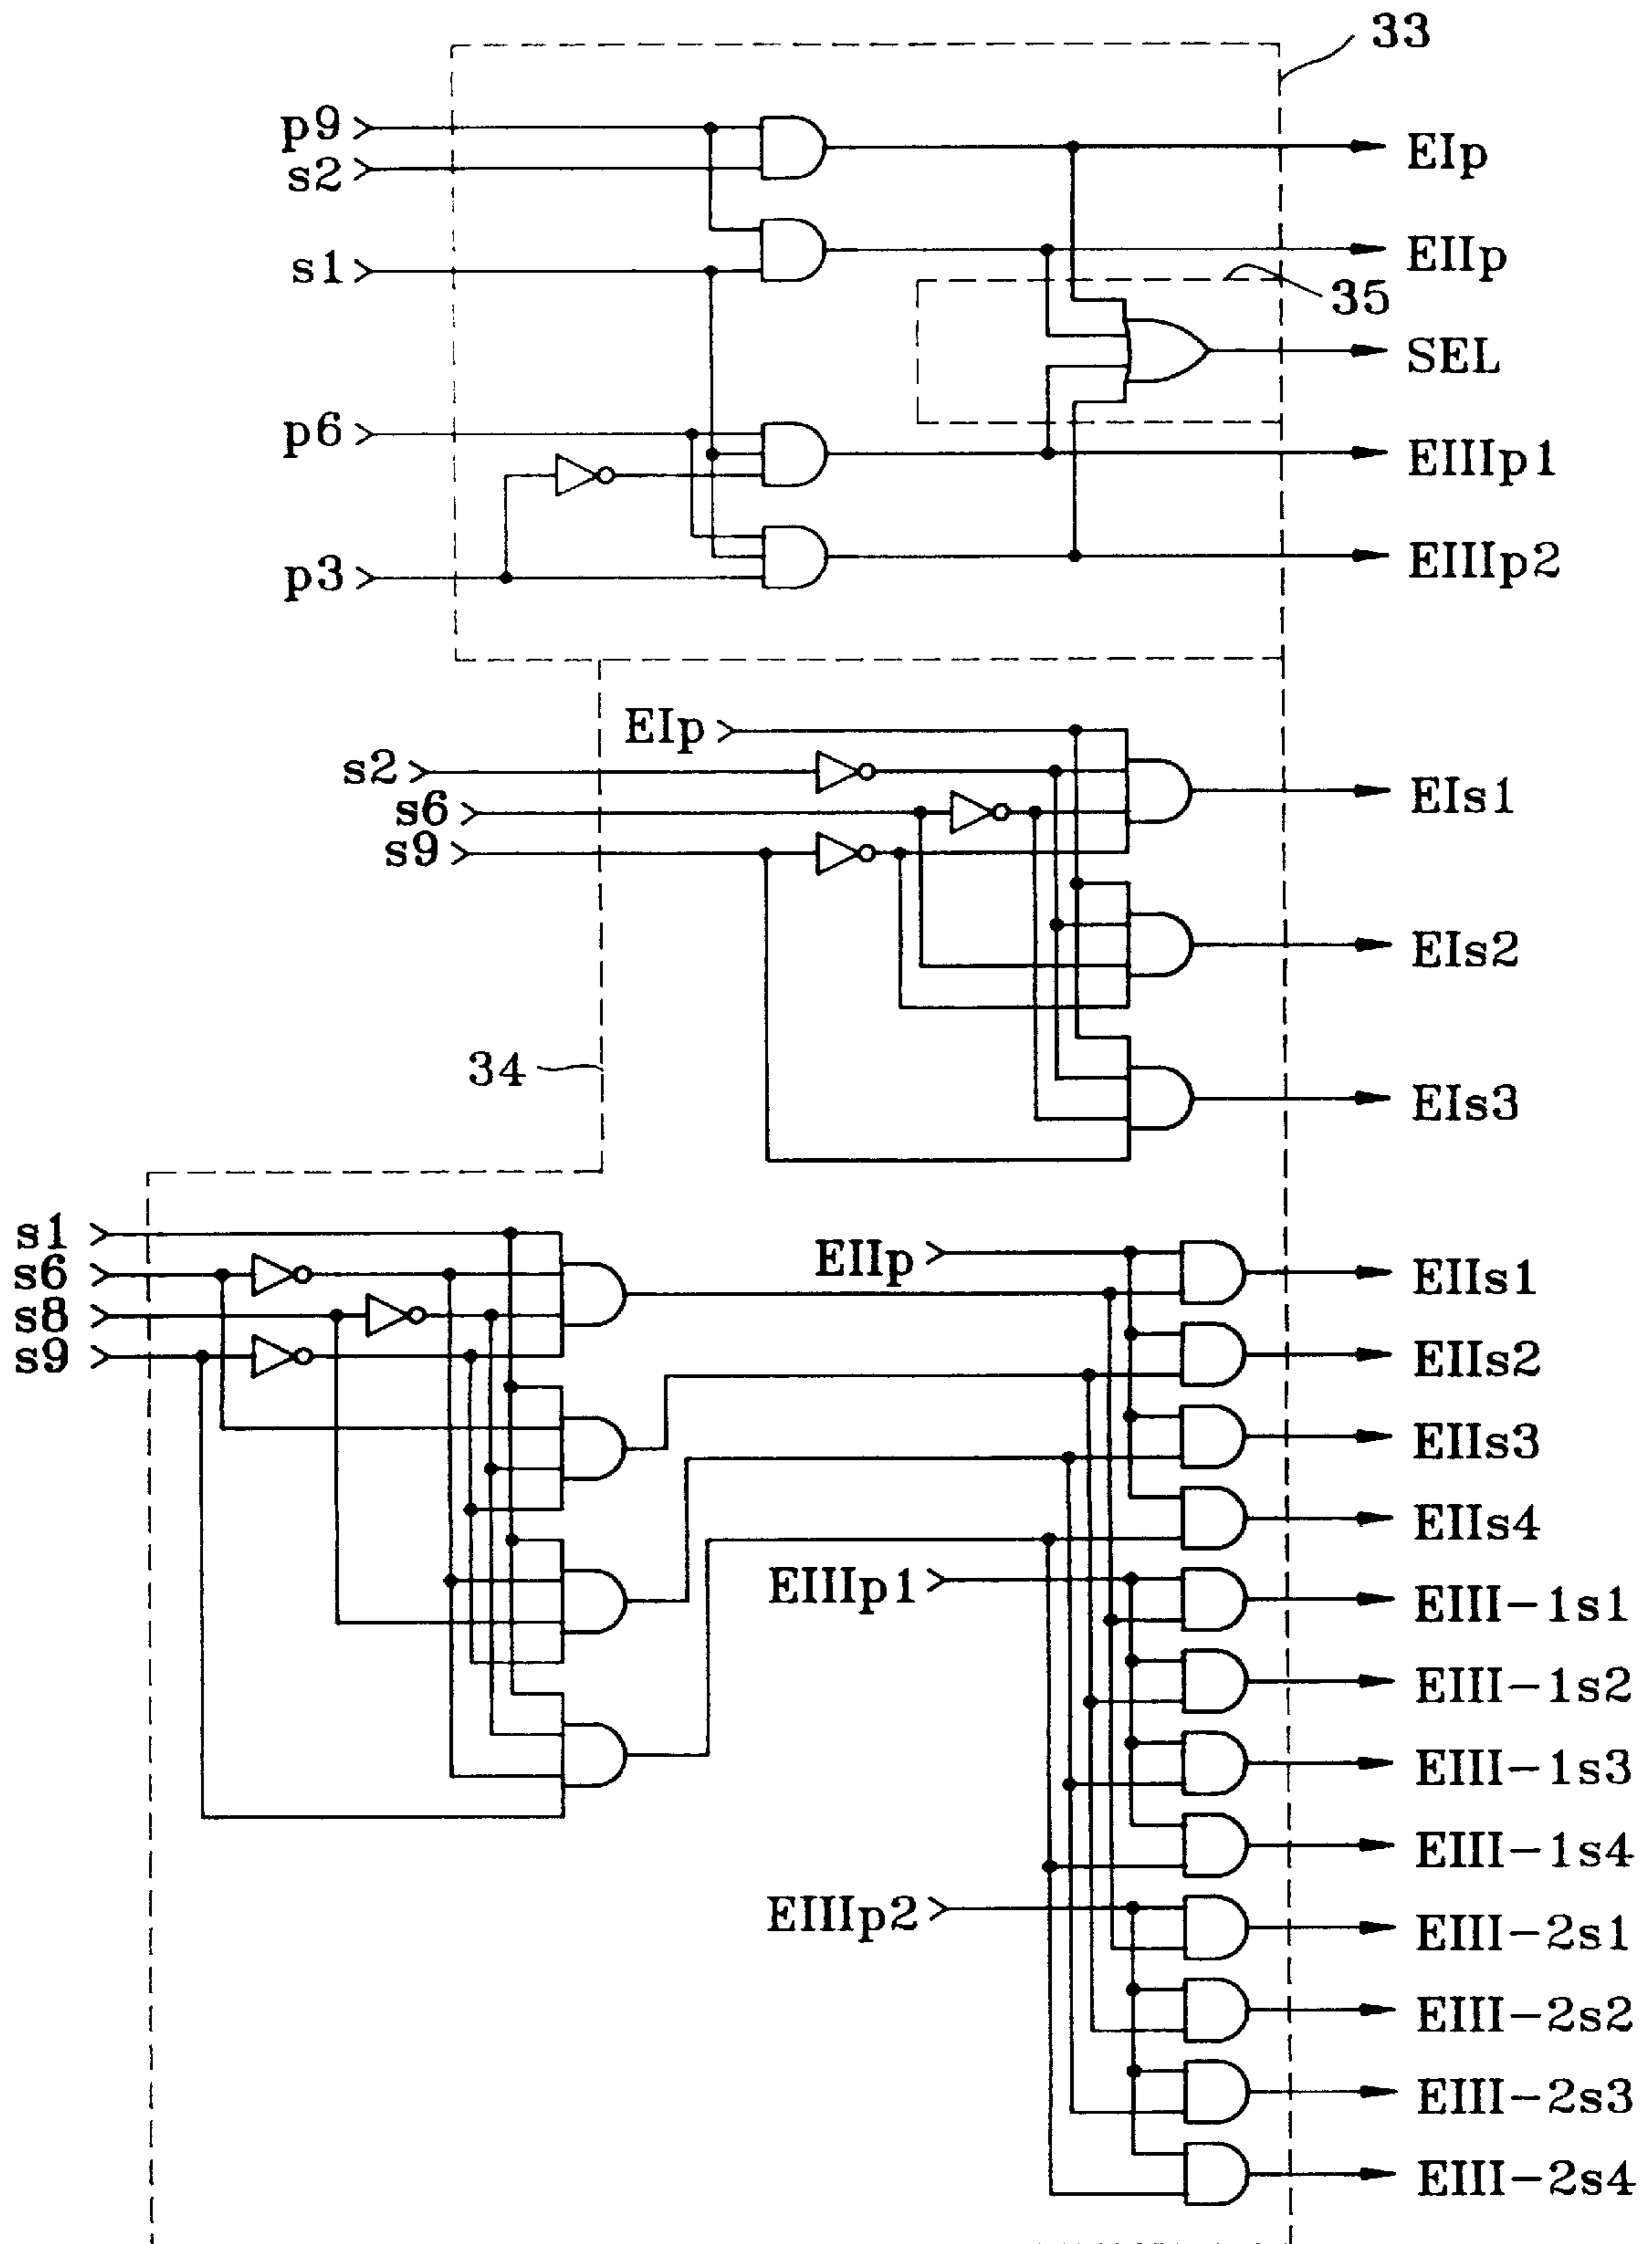 33
p9
EIp
s2
EIIp
s1
35
SEL
p6
EIIIp1
p3
EIIIp2
EIp
s2
EIs1
s6
s9
EIs2
34
EIs3
s1
EIIp
EIIs1
s6
s8
s9
EIIs2
EIIs3
EIIs4
EIIIp1
EIII-1s1
EIII-1s2
EIII-1s3
EIII-1s4
EIIIp2
EIII-2s1
EIII-2s2
EIII-2s3
EIII-2s4